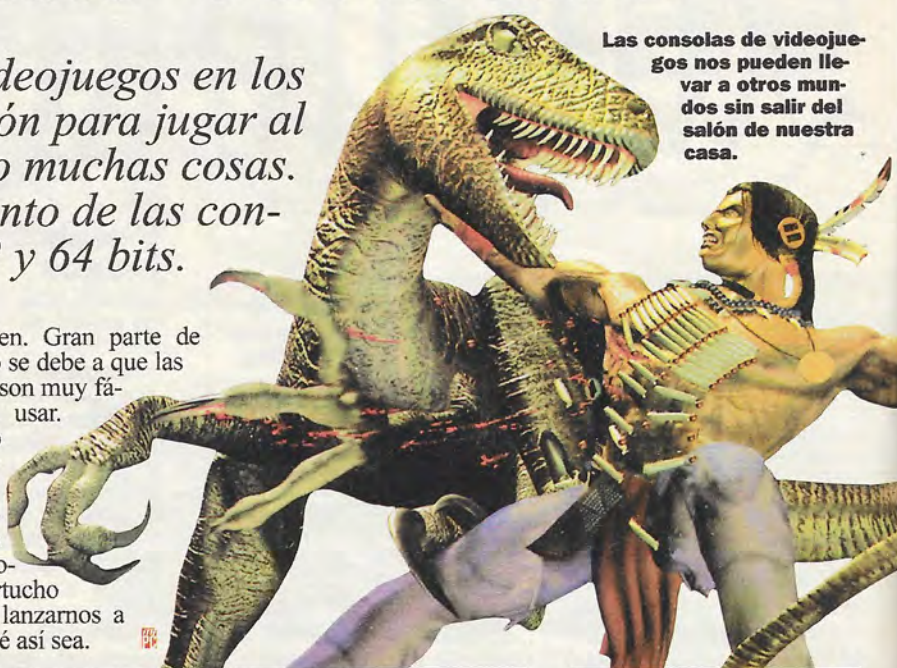 deojuegos en los
ón para jugar al
o muchas cosas.
nto de las con-
y 64 bits.
en. Gran parte de
se debe a que las
son muy fá-
usar.
o-
rtucho
lanzarnos a
é así sea.
PC
Las consolas de videojue-
gos nos pueden lle-
var a otros mun-
dos sin salir del
salón de nuestra
casa.